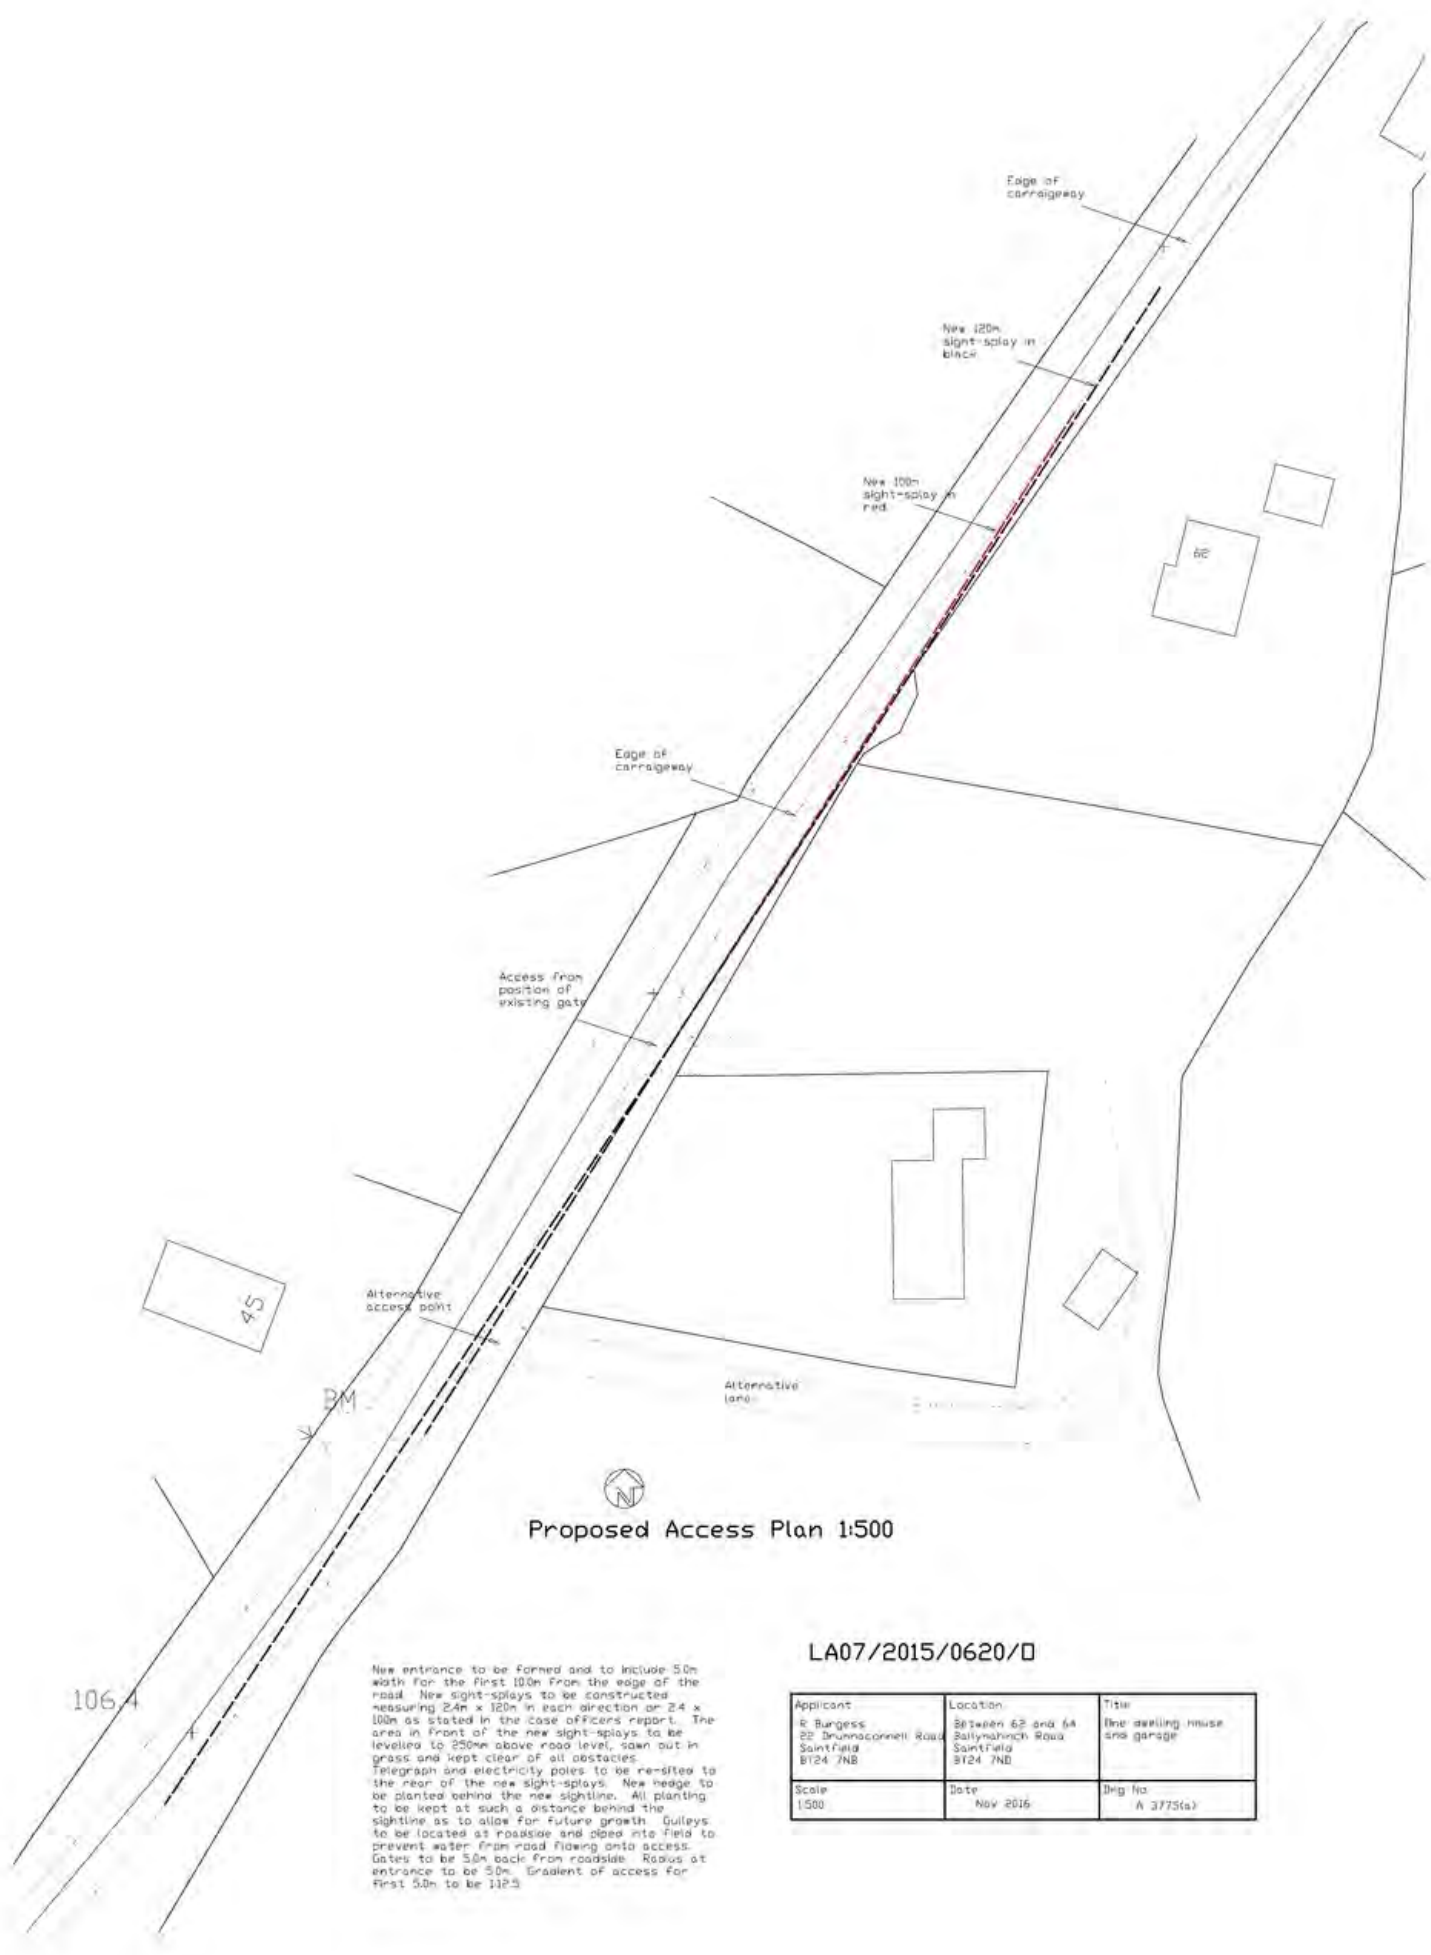 Edge of
carraigeway
New 120m
sight-splay in
black
New 100m
sight-splay in
red
62
Edge of
carraigeway
Access from
position of
existing gate
45
Alternative
access point
BM
Alternative
lane
N
Proposed Access Plan 1:500
106.4
New entrance to be formed and to include 5.0m
width for the first 10.0m from the edge of the
road. New sight-splays to be constructed
measuring 2.4m x 120m in each direction or 2.4 x
100m as stated in the case officers report. The
area in front of the new sight-splays to be
levelled to 250mm above road level, sown out in
grass and kept clear of all obstacles.
Telegraph and electricity poles to be re-sited to
the rear of the new sight-splays. New hedge to
be planted behind the new sightline. All planting
to be kept at such a distance behind the
sightline as to allow for future growth. Gulleys
to be located at roadside and piped into field to
prevent water from road flowing onto access.
Gates to be 5.0m back from roadside. Radius at
entrance to be 5.0m. Gradient of access for
first 5.0m to be 1:12.5
LA07/2015/0620/O
Applicant
R Burgess
22 Drumnaconnell Road
Saintfield
BT24 7NB
Location
Between 62 and 64
Ballynahinch Road
Saintfield
BT24 7ND
Title
One dwelling house
and garage
Scale
1:500
Date
Nov 2016
Drg No
A 3775(a)